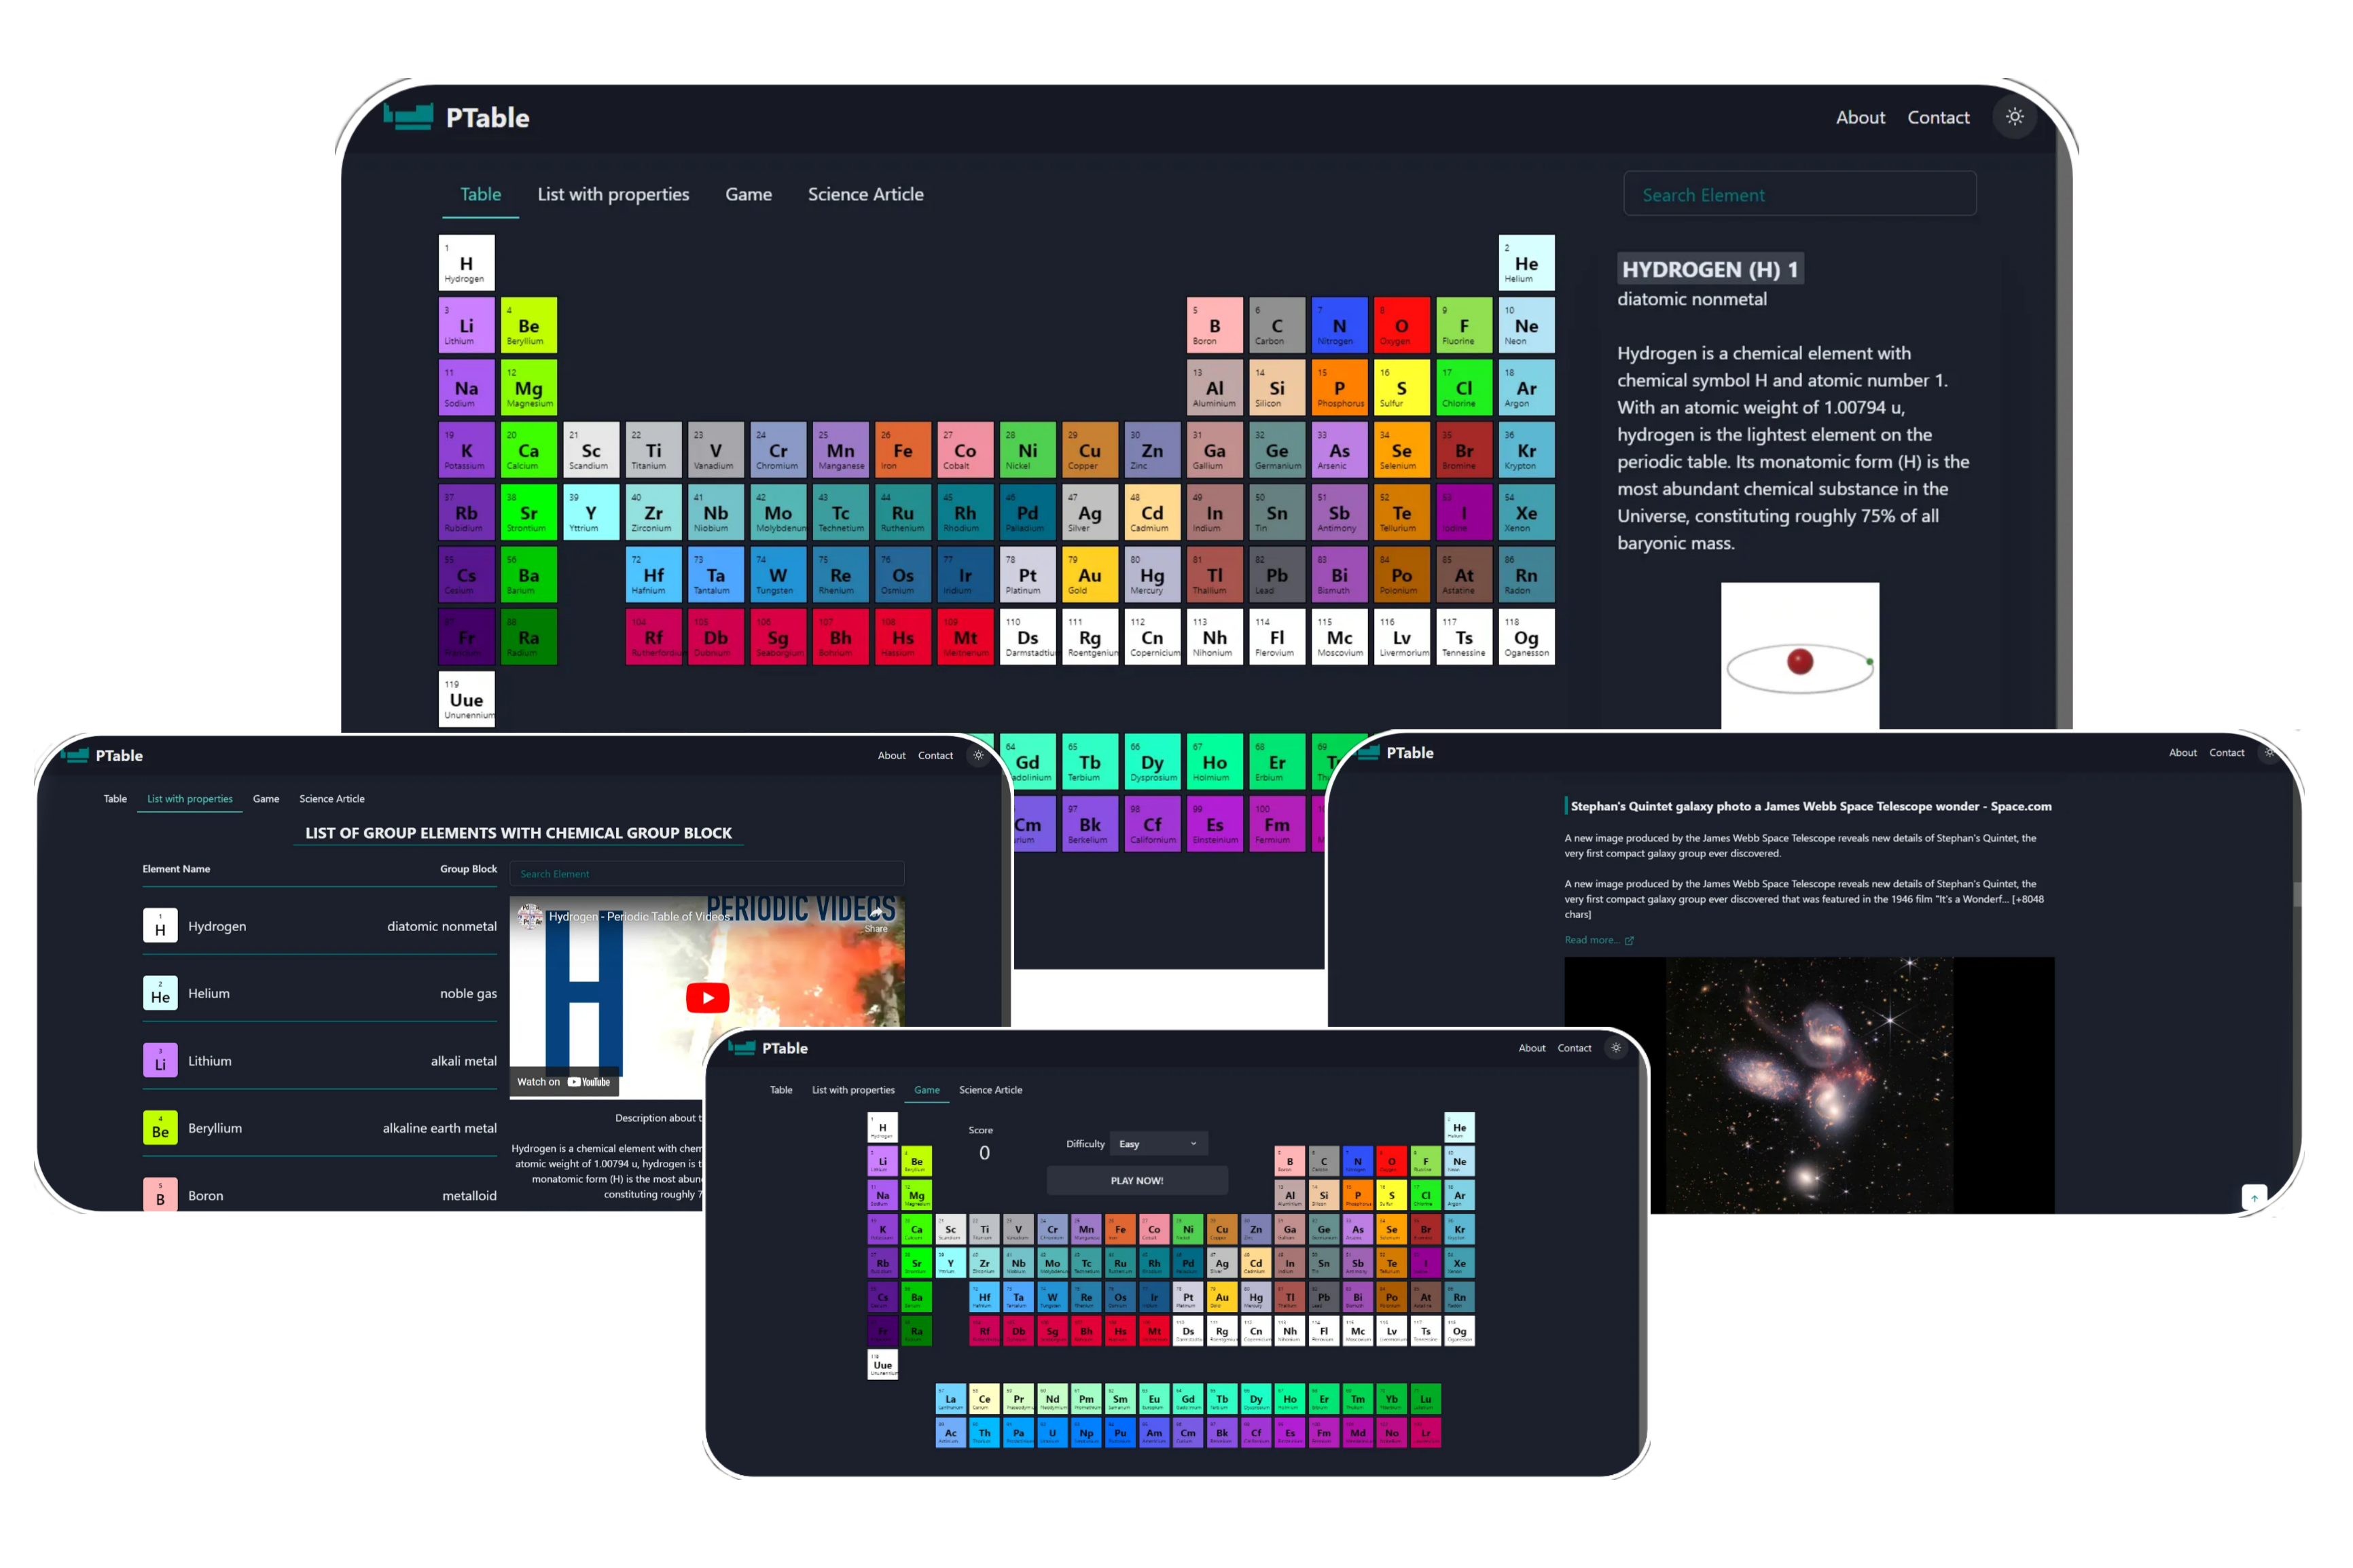 PTable
About Contact
Table List with properties Game Science Article
Search Element
1 2
H He
Hydrogen Helium
3 4 5 6 7 8 9 10
Li Be B C N O F Ne
Lithium Beryllium Boron Carbon Nitrogen Oxygen Fluorine Neon
11 12 13 14 15 16 17 18
Na Mg Al Si P S Cl Ar
Sodium Magnesium Aluminium Silicon Phosphorus Sulfur Chlorine Argon
19 20 21 22 23 24 25 26 27 28 29 30 31 32 33 34 35 36
K Ca Sc Ti V Cr Mn Fe Co Ni Cu Zn Ga Ge As Se Br Kr
Potassium Calcium Scandium Titanium Vanadium Chromium Manganese Iron Cobalt Nickel Copper Zinc Gallium Germanium Arsenic Selenium Bromine Krypton
37 38 39 40 41 42 43 44 45 46 47 48 49 50 51 52 53 54
Rb Sr Y Zr Nb Mo Tc Ru Rh Pd Ag Cd In Sn Sb Te I Xe
Rubidium Strontium Yttrium Zirconium Niobium Molybdenum Technetium Ruthenium Rhodium Palladium Silver Cadmium Indium Tin Antimony Tellurium Iodine Xenon
55 56 72 73 74 75 76 77 78 79 80 81 82 83 84 85 86
Cs Ba Hf Ta W Re Os Ir Pt Au Hg Tl Pb Bi Po At Rn
Cesium Barium Hafnium Tantalum Tungsten Rhenium Osmium Iridium Platinum Gold Mercury Thallium Lead Bismuth Polonium Astatine Radon
87 88 104 105 106 107 108 109 110 111 112 113 114 115 116 117 118
Fr Ra Rf Db Sg Bh Hs Mt Ds Rg Cn Nh Fl Mc Lv Ts Og
Francium Radium Rutherfordiu Dubnium Seaborgium Bohrium Hassium Meitnerium Darmstadtiu Roentgeniun Copernicium Nihonium Flerovium Moscovium Livermorium Tennessine Oganesson
119
Uue
Ununennium
64 65 66 67 68 69
Gd Tb Dy Ho Er T
adolinium Terbium Dysprosium Holmium Erbium Th
97 98 99 100
Cm Bk Cf Es Fm M
rium Berkelium Californium Einsteinium Fermium
HYDROGEN (H) 1
diatomic nonmetal
Hydrogen is a chemical element with
chemical symbol H and atomic number 1.
With an atomic weight of 1.00794 u,
hydrogen is the lightest element on the
periodic table. Its monatomic form (H) is the
most abundant chemical substance in the
Universe, constituting roughly 75% of all
baryonic mass.
PTable
About Contact
Table List with properties Game Science Article
LIST OF GROUP ELEMENTS WITH CHEMICAL GROUP BLOCK
Element Name Group Block
1
H Hydrogen diatomic nonmetal
2
He Helium noble gas
3
Li Lithium alkali metal
4
Be Beryllium alkaline earth metal
5
B Boron metalloid
Search Element
PERIODIC VIDEOS
Hydrogen - Periodic Table of Videos
Share
H
Watch on YouTube
Description about t
Hydrogen is a chemical element with chem
atomic weight of 1.00794 u, hydrogen is t
monatomic form (H) is the most abun
constituting roughly 7
PTable
About Contact
Stephan's Quintet galaxy photo a James Webb Space Telescope wonder - Space.com
A new image produced by the James Webb Space Telescope reveals new details of Stephan's Quintet, the
very first compact galaxy group ever discovered.
A new image produced by the James Webb Space Telescope reveals new details of Stephan's Quintet, the
very first compact galaxy group ever discovered that was featured in the 1946 film "It's a Wonderf... [+8048
chars]
Read more...
PTable
About Contact
Table List with properties Game Science Article
Score
0
Difficulty Easy
PLAY NOW!
H He
Li Be B C N O F Ne
Na Mg Al Si P S Cl Ar
K Ca Sc Ti V Cr Mn Fe Co Ni Cu Zn Ga Ge As Se Br Kr
Rb Sr Y Zr Nb Mo Tc Ru Rh Pd Ag Cd In Sn Sb Te I Xe
Cs Ba Hf Ta W Re Os Ir Pt Au Hg Tl Pb Bi Po At Rn
Fr Ra Rf Db Sg Bh Hs Mt Ds Rg Cn Nh Fl Mc Lv Ts Og
Uue
La Ce Pr Nd Pm Sm Eu Gd Tb Dy Ho Er Tm Yb Lu
Ac Th Pa U Np Pu Am Cm Bk Cf Es Fm Md No Lr